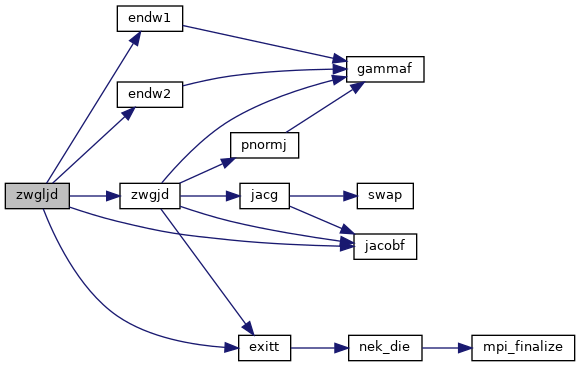 endw1
gammaf
endw2
pnormj
zwgljd
zwgjd
jacg
swap
jacobf
exitt
nek_die
mpi_finalize